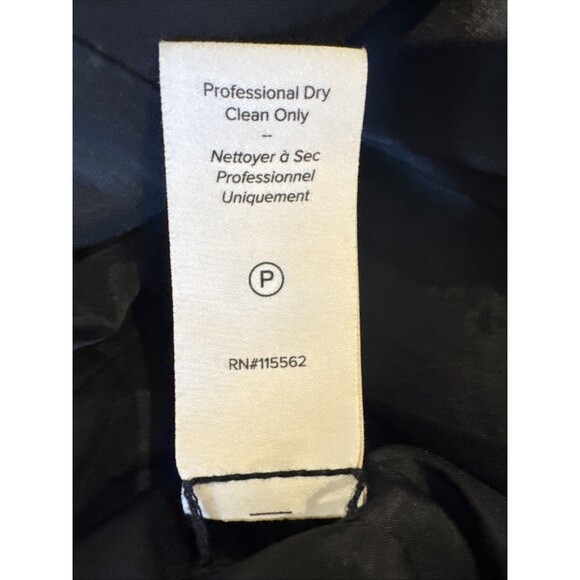 Professional Dry
Clean Only
--
Nettoyer à Sec
Professionnel
Uniquement
P
RN#115562